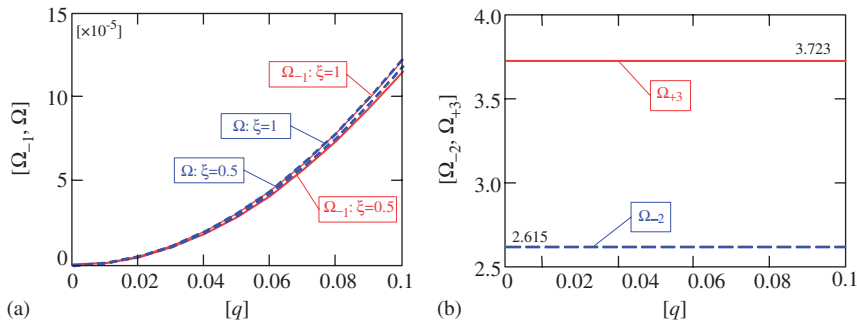 [×10⁻⁵]
15
10
5
0
[Ω₋₁, Ω]
Ω₋₁: ξ=1
Ω: ξ=1
Ω: ξ=0.5
Ω₋₁: ξ=0.5
0 0.02 0.04 0.06 0.08 0.1
[q]
(a)
4.0
3.5
3.0
2.5
[Ω₋₂, Ω₊₃]
3.723
Ω₊₃
Ω₋₂
2.615
0 0.02 0.04 0.06 0.08 0.1
[q]
(b)